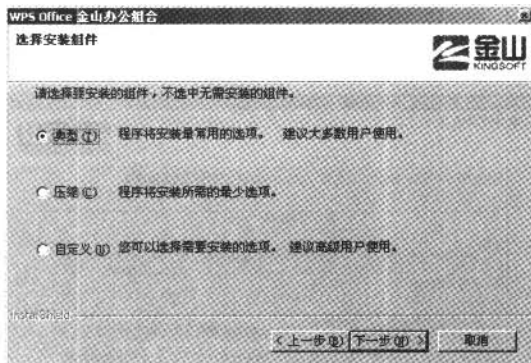 WPS Office 金山办公组合
选择安装组件
金山
KINGSOFT
请选择要安装的组件，不选中无需安装的组件。
典型(T) 程序将安装最常用的选项。 建议大多数用户使用。
压缩(C) 程序将安装所需的最少选项。
自定义(U) 您可以选择需要安装的选项。 建议高级用户使用。
InstallShield
< 上一步(B) 下一步(N) > 取消